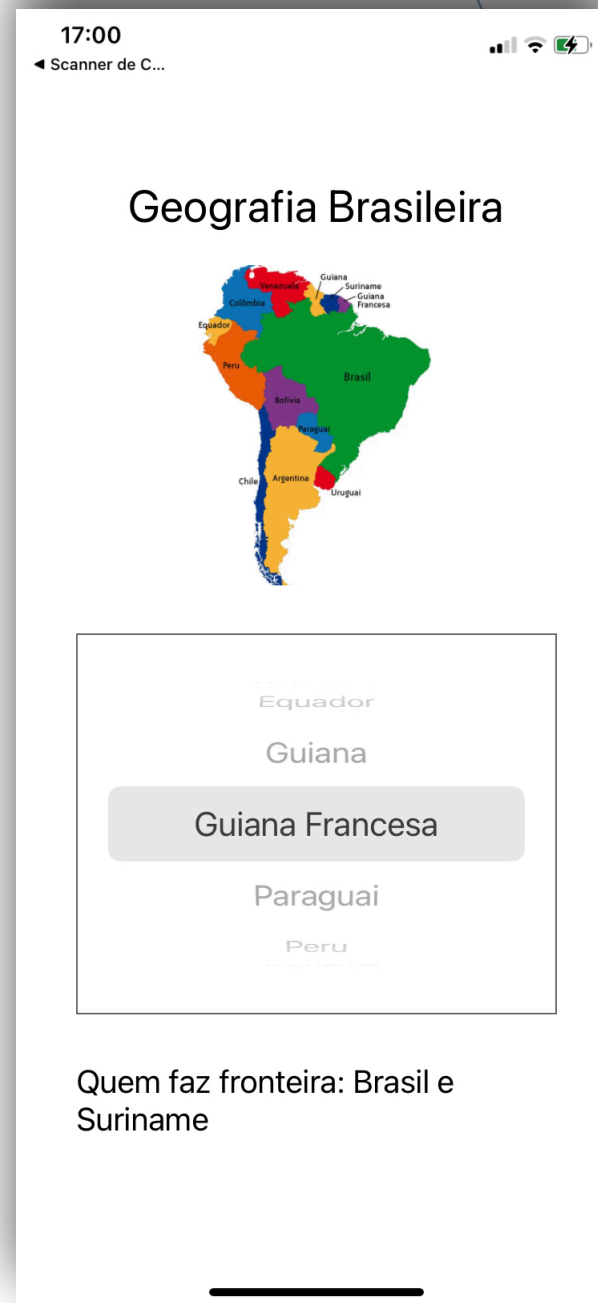 17:00
◀ Scanner de C...
Geografia Brasileira
Guiana
Venezuela
Suriname
Guiana
Francesa
Colômbia
Equador
Peru
Brasil
Bolívia
Paraguai
Chile
Argentina
Uruguai
Equador
Guiana
Guiana Francesa
Paraguai
Peru
Quem faz fronteira: Brasil e
Suriname